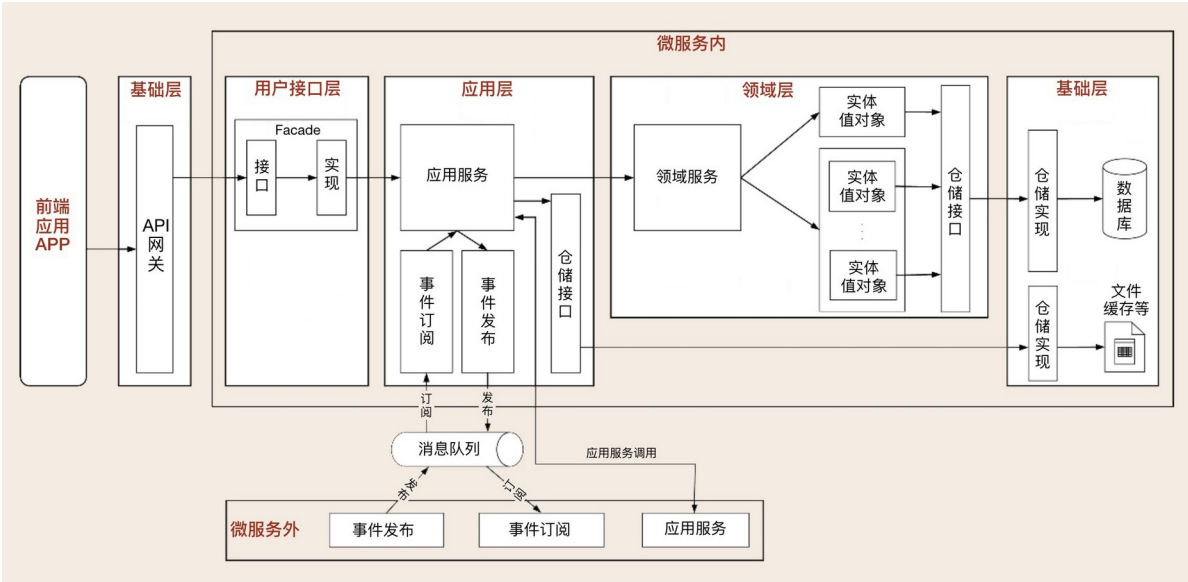 微服务内
前端
应用
APP
基础层
API
网
关
用户接口层
Facade
接
口
实
现
应用层
应用服务
事
件
订
阅
事
件
发
布
仓
储
接
口
领域层
领域服务
实体
值对象
实体
值对象
实体
值对象
仓
储
接
口
基础层
仓
储
实
现
数
据
库
仓
储
实
现
文件
缓存等
订
阅
发
布
消息队列
应用服务调用
发布
订阅
微服务外
事件发布
事件订阅
应用服务